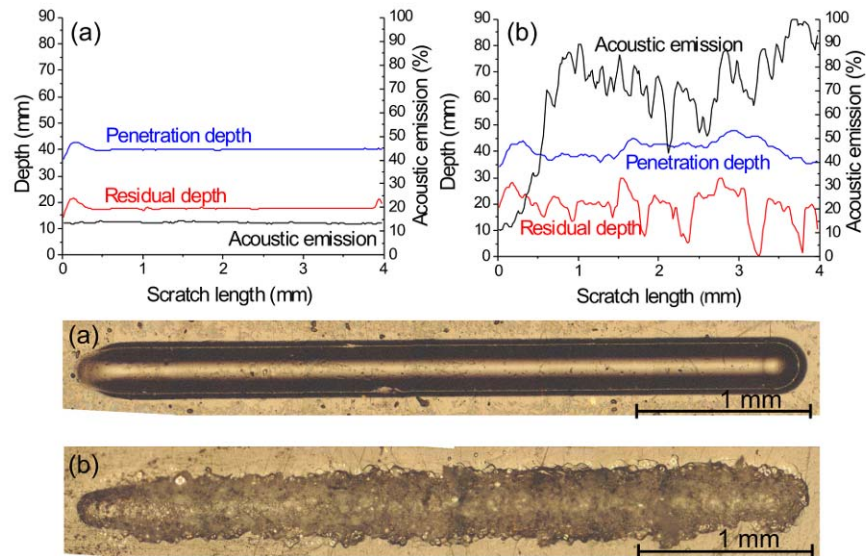 (a)
Depth (mm)
90
80
70
60
50
40
30
20
10
0
Penetration depth
Residual depth
Acoustic emission
100
90
80
70
60
50
40
30
20
10
0
Acoustic emission (%)
0 1 2 3 4
Scratch length (mm)
(b)
Depth (mm)
90
80
70
60
50
40
30
20
10
0
Acoustic emission
Penetration depth
Residual depth
100
90
80
70
60
50
40
30
20
10
0
Acoustic emission (%)
0 1 2 3 4
Scratch length (mm)
(a)
1 mm
(b)
1 mm